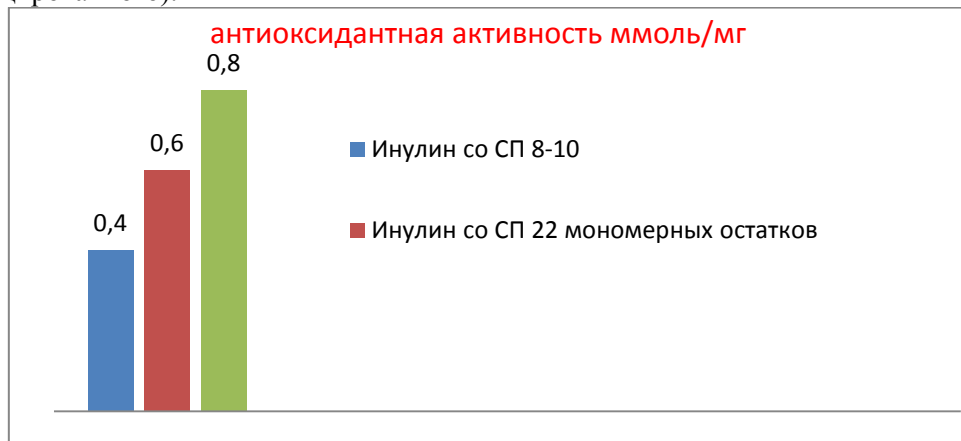 антиоксидантная активность ммоль/мг
0,8
0,6
0,4
Инулин со СП 8-10
Инулин со СП 22 мономерных остатков